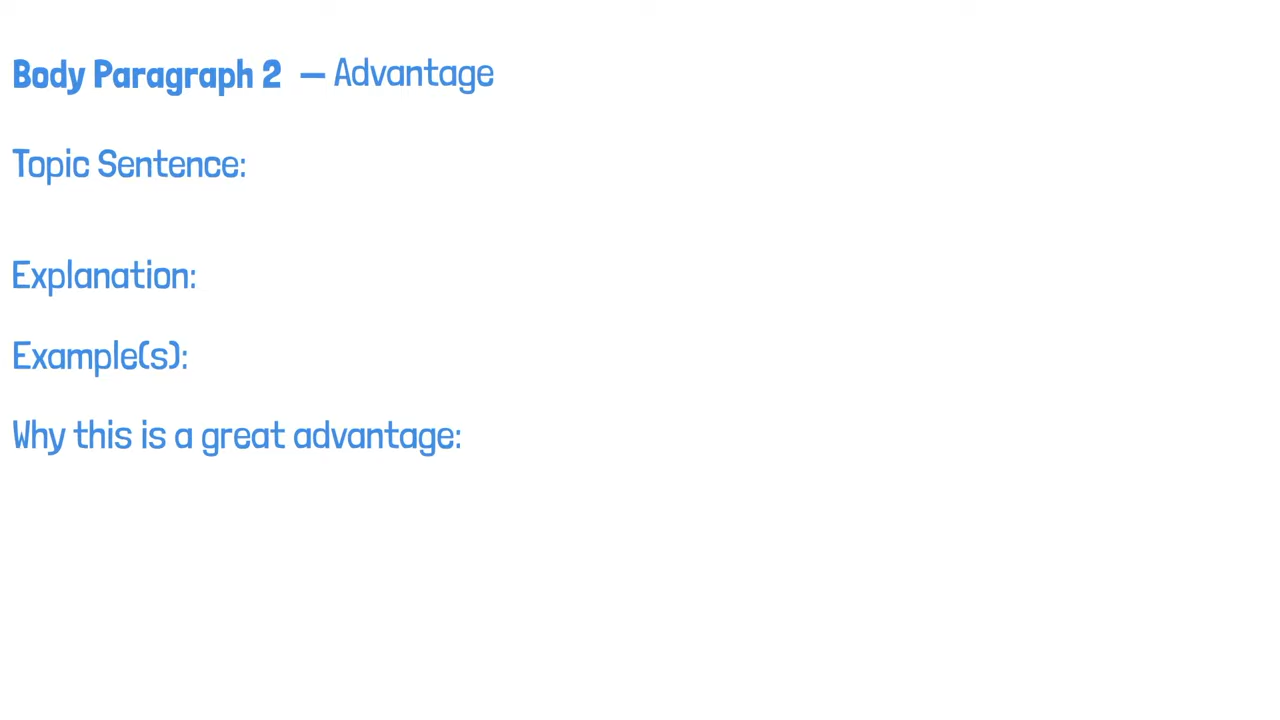 Body Paragraph 2 – Advantage
Topic Sentence:
Explanation:
Example(s):
Why this is a great advantage: